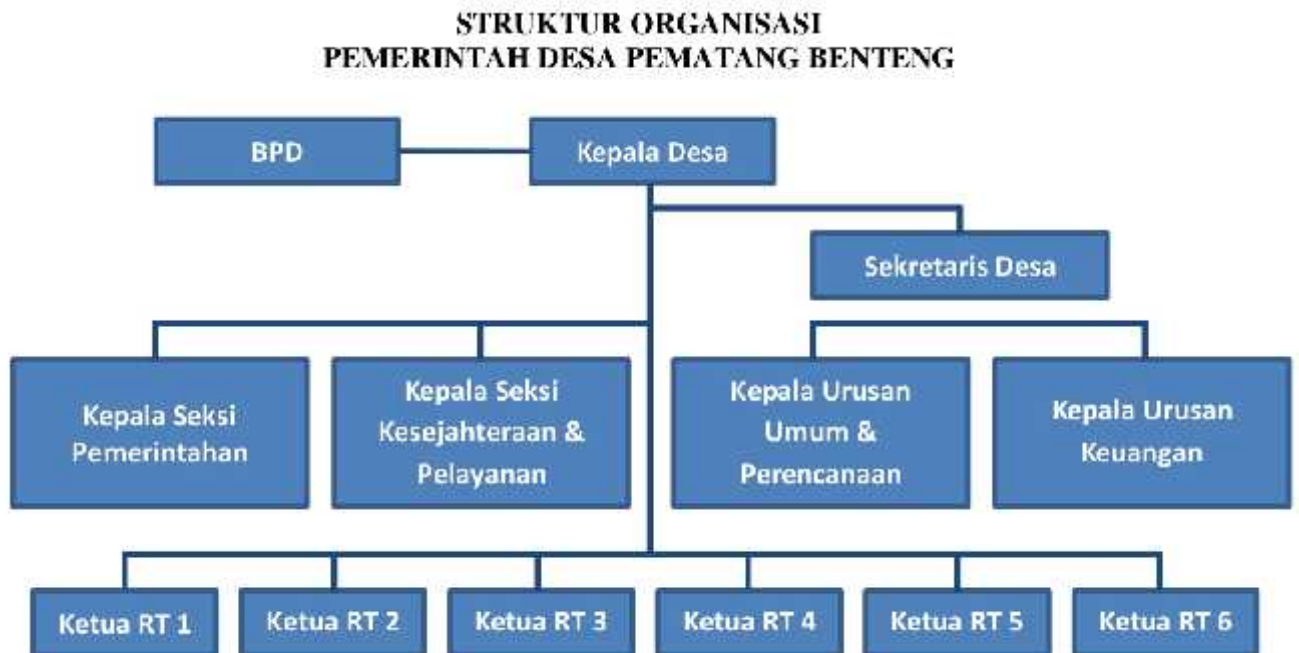 STRUKTUR ORGANISASI
PEMERINTAH DESA PEMATANG BENTENG
BPD
Kepala Desa
Sekretaris Desa
Kepala Seksi
Pemerintahan
Kepala Seksi
Kesejahteraan &
Pelayanan
Kepala Urusan
Umum &
Perencanaan
Kepala Urusan
Keuangan
Ketua RT 1
Ketua RT 2
Ketua RT 3
Ketua RT 4
Ketua RT 5
Ketua RT 6